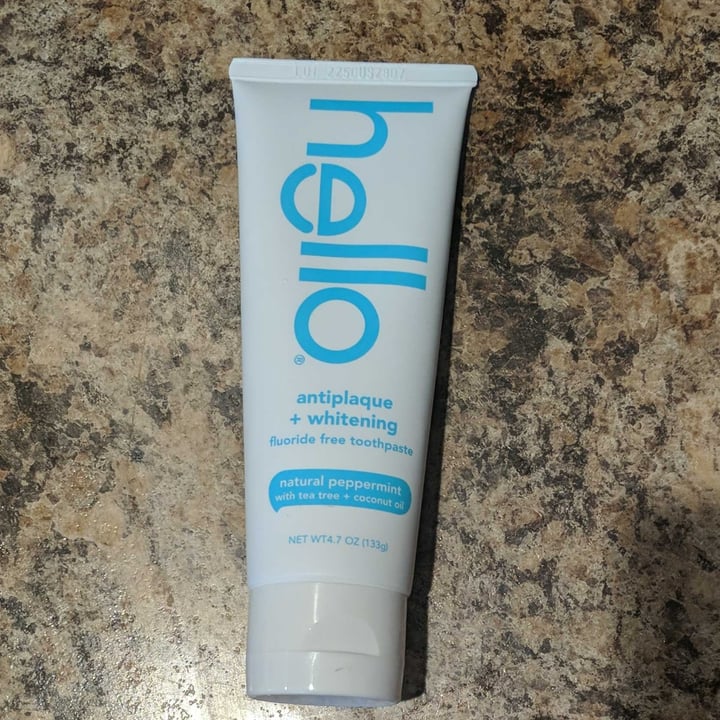 hello®
antiplaque
+ whitening
fluoride free toothpaste
natural peppermint
with tea tree + coconut oil
NET WT4.7 OZ (133g)